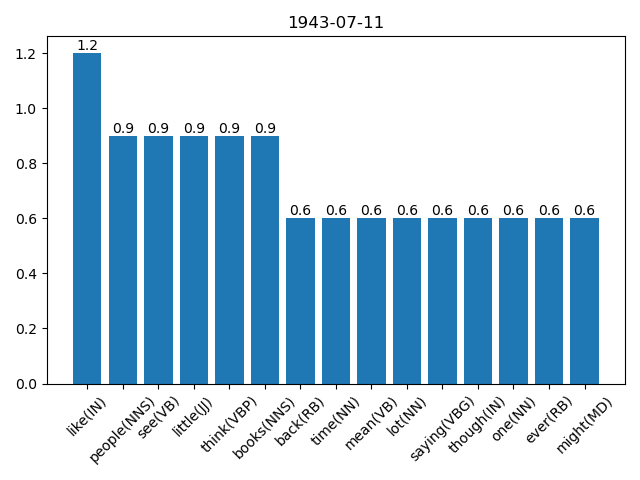 1943-07-11
1.2
1.0
0.8
0.6
0.4
0.2
0.0
1.2
0.9
0.9
0.9
0.9
0.9
0.6
0.6
0.6
0.6
0.6
0.6
0.6
0.6
0.6
like(IN)
people(NNS)
see(VB)
little(JJ)
think(VBP)
books(NNS)
back(RB)
time(NN)
mean(VB)
lot(NN)
saying(VBG)
though(IN)
one(NN)
ever(RB)
might(MD)